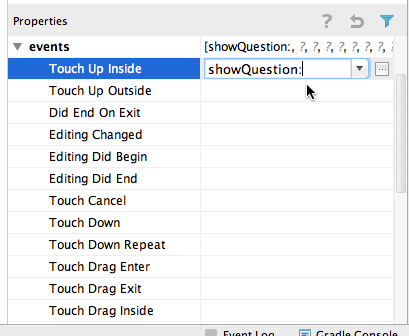 Properties
events [showQuestion:, ?, ?, ?, ?, ?, ?, ?, ?,
Touch Up Inside showQuestion:
Touch Up Outside
Did End On Exit
Editing Changed
Editing Did Begin
Editing Did End
Touch Cancel
Touch Down
Touch Down Repeat
Touch Drag Enter
Touch Drag Exit
Touch Drag Inside
Event Log Gradle Console